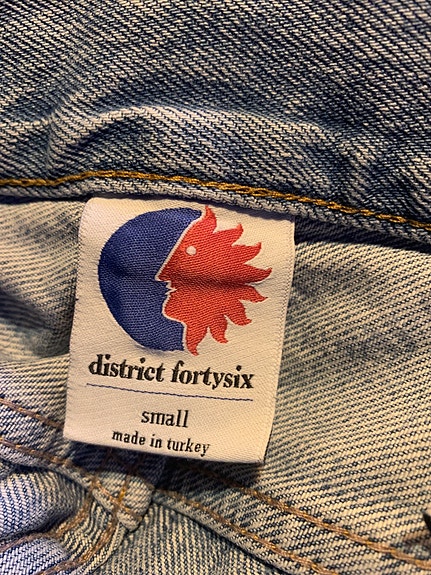 district fortysix
small
made in turkey